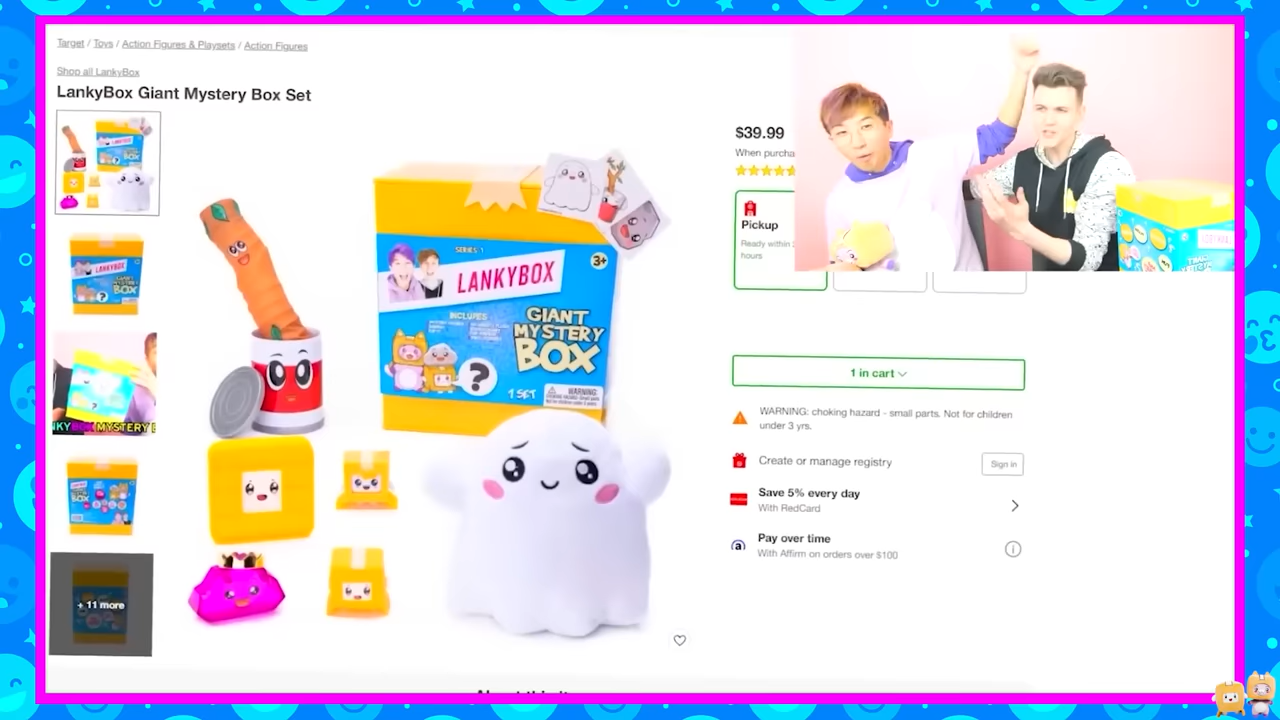 Target / Toys / Action Figures & Playsets / Action Figures
Shop all LankyBox
LankyBox Giant Mystery Box Set
$39.99
When purcha
Pickup
Ready within
hours
SERIES 1
3+
LANKYBOX
INCLUDES
GIANT
MYSTERY
BOX
?
1 SET
WARNING:
1 in cart
WARNING: choking hazard - small parts. Not for children
under 3 yrs.
Create or manage registry
Sign in
Save 5% every day
With RedCard
Pay over time
With Affirm on orders over $100
+ 11 more